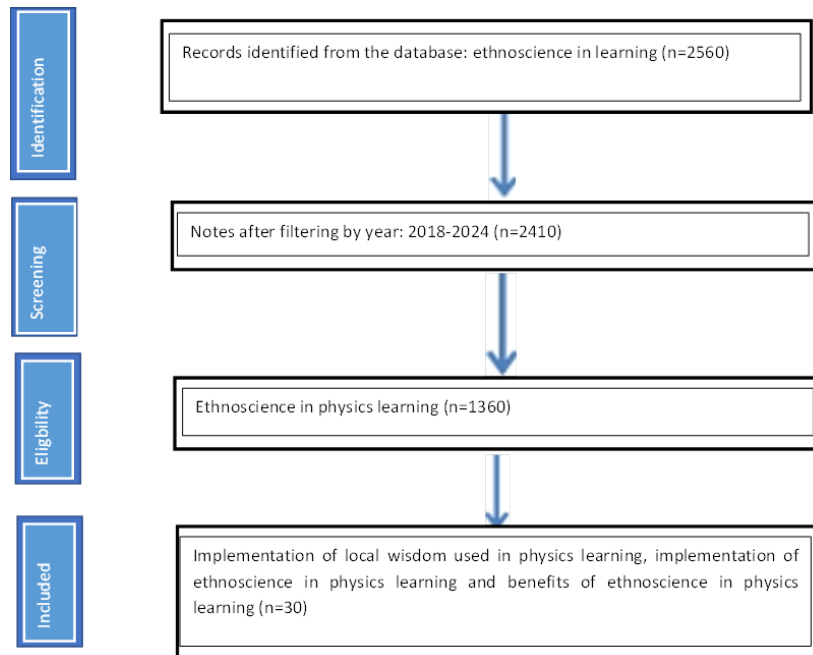 Identification
Records identified from the database: ethnoscience in learning (n=2560)
Screening
Notes after filtering by year: 2018-2024 (n=2410)
Eligbility
Ethnoscience in physics learning (n=1360)
Included
Implementation of local wisdom used in physics learning, implementation of
ethnoscience in physics learning and benefits of ethnoscience in physics
learning (n=30)